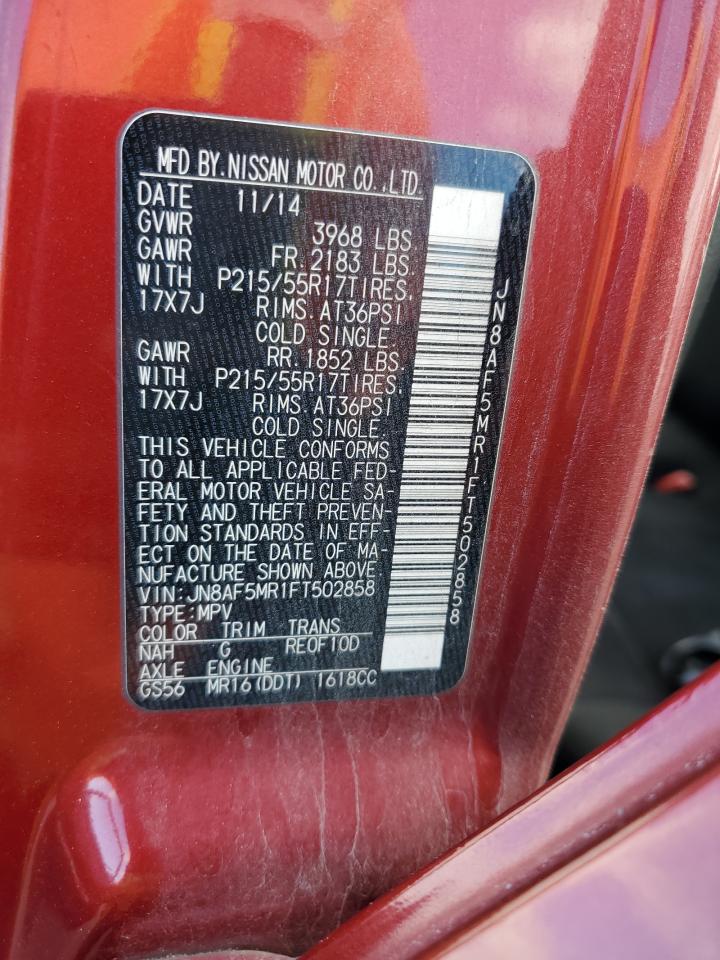 MFD BY.NISSAN MOTOR CO.,LTD.
DATE 11/14
GVWR 3968 LBS
GAWR FR.2183 LBS.
WITH P215/55R17TIRES.
17X7J RIMS.AT36PSI
COLD SINGLE.
GAWR RR.1852 LBS.
WITH P215/55R17TIRES.
17X7J RIMS.AT36PSI
COLD SINGLE.
THIS VEHICLE CONFORMS
TO ALL APPLICABLE FED-
ERAL MOTOR VEHICLE SA-
FETY AND THEFT PREVEN-
TION STANDARDS IN EFF-
ECT ON THE DATE OF MA-
NUFACTURE SHOWN ABOVE
VIN:JN8AF5MR1FT502858
TYPE:MPV
COLOR TRIM TRANS
NAH G RE0F10D
AXLE ENGINE
GS56 MR16(DDT) 1618CC
JN8AF5MR1FT502858